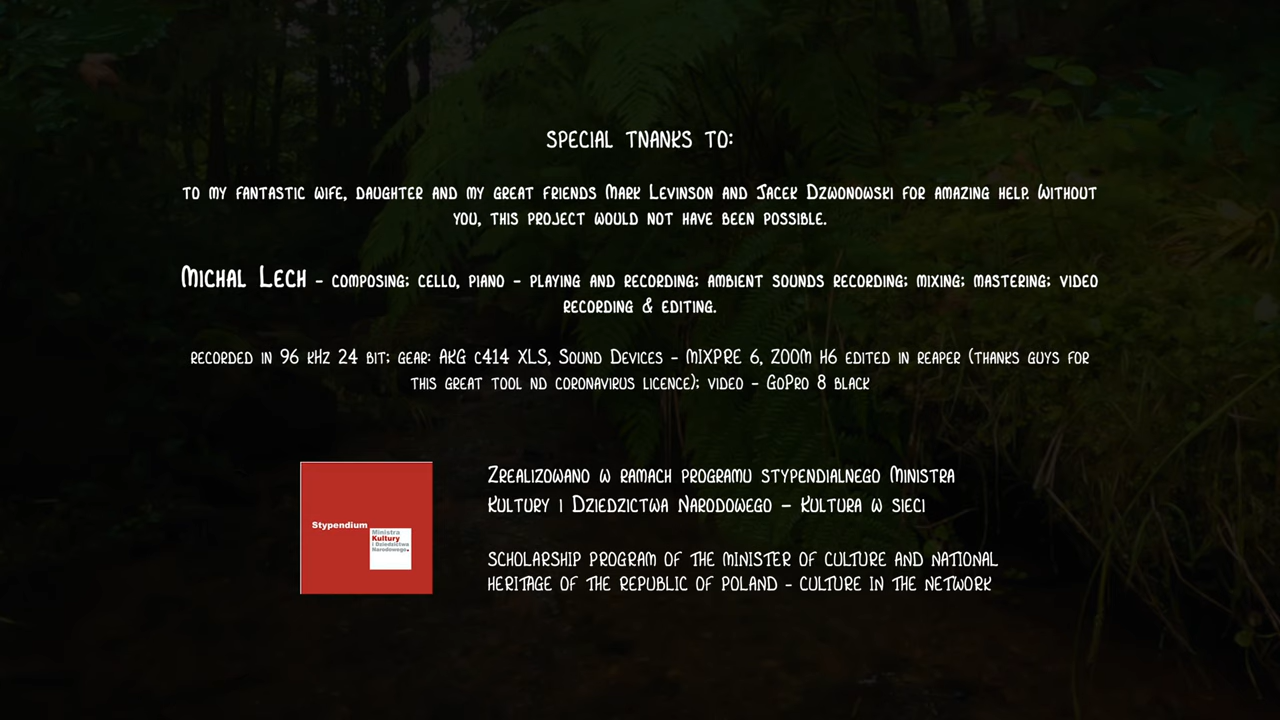 SPECIAL TNANKS TO:
TO MY FANTASTIC WIFE, DAUGHTER AND MY GREAT FRIENDS MARK LEVINSON AND JACEK DZWONOWSKI FOR AMAZING HELP. WITHOUT
YOU, THIS PROJECT WOULD NOT HAVE BEEN POSSIBLE.
MICHAL LECH - COMPOSING; CELLO, PIANO - PLAYING AND RECORDING; AMBIENT SOUNDS RECORDING; MIXING; MASTERING; VIDEO
RECORDING & EDITING.
RECORDED IN 96 KHZ 24 BIT; GEAR: AKG C414 XLS, SOUND DEVICES - MIXPRE 6, ZOOM H6 EDITED IN REAPER (THANKS GUYS FOR
THIS GREAT TOOL ND CORONAVIRUS LICENCE); VIDEO - GOPRO 8 BLACK
ZREALIZOWANO W RAMACH PROGRAMU STYPENDIALNEGO MINISTRA
KULTURY I DZIEDZICTWA NARODOWEGO – KULTURA W SIECI
Stypendium
Ministra
Kultury
i Dziedzictwa
Narodowego.
SCHOLARSHIP PROGRAM OF THE MINISTER OF CULTURE AND NATIONAL
HERITAGE OF THE REPUBLIC OF POLAND - CULTURE IN THE NETWORK